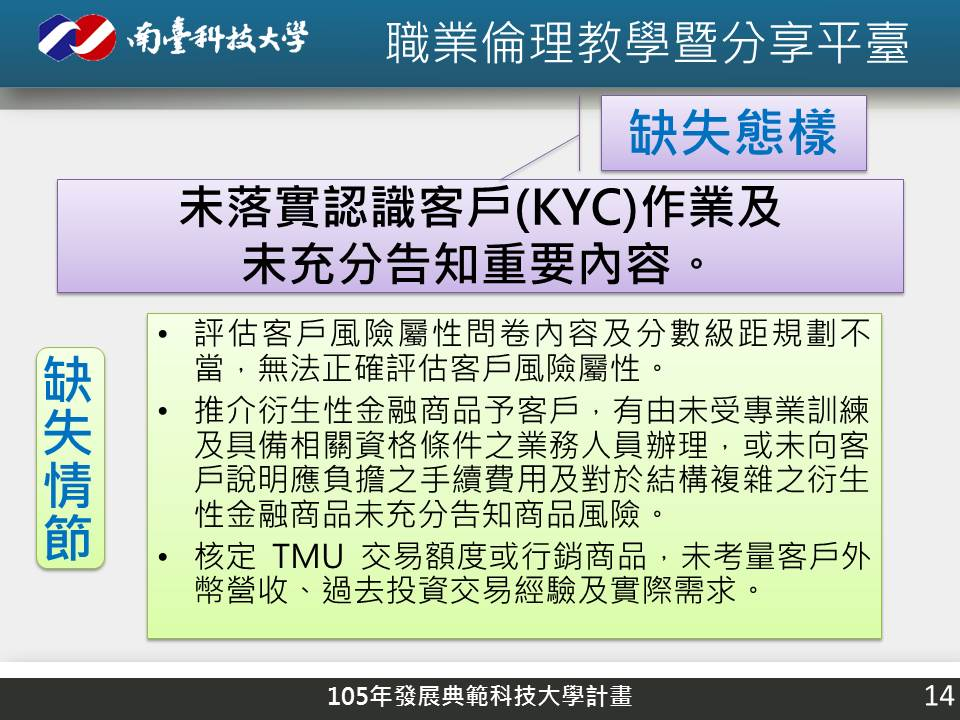 南臺科技大學
職業倫理教學暨分享平臺
缺失態樣
未落實認識客戶(KYC)作業及
未充分告知重要內容。
缺失情節
• 評估客戶風險屬性問卷內容及分數級距規劃不
當，無法正確評估客戶風險屬性。
• 推介衍生性金融商品予客戶，有由未受專業訓練
及具備相關資格條件之業務人員辦理，或未向客
戶說明應負擔之手續費用及對於結構複雜之衍生
性金融商品未充分告知商品風險。
• 核定 TMU 交易額度或行銷商品，未考量客戶外
幣營收、過去投資交易經驗及實際需求。
105年發展典範科技大學計畫
14